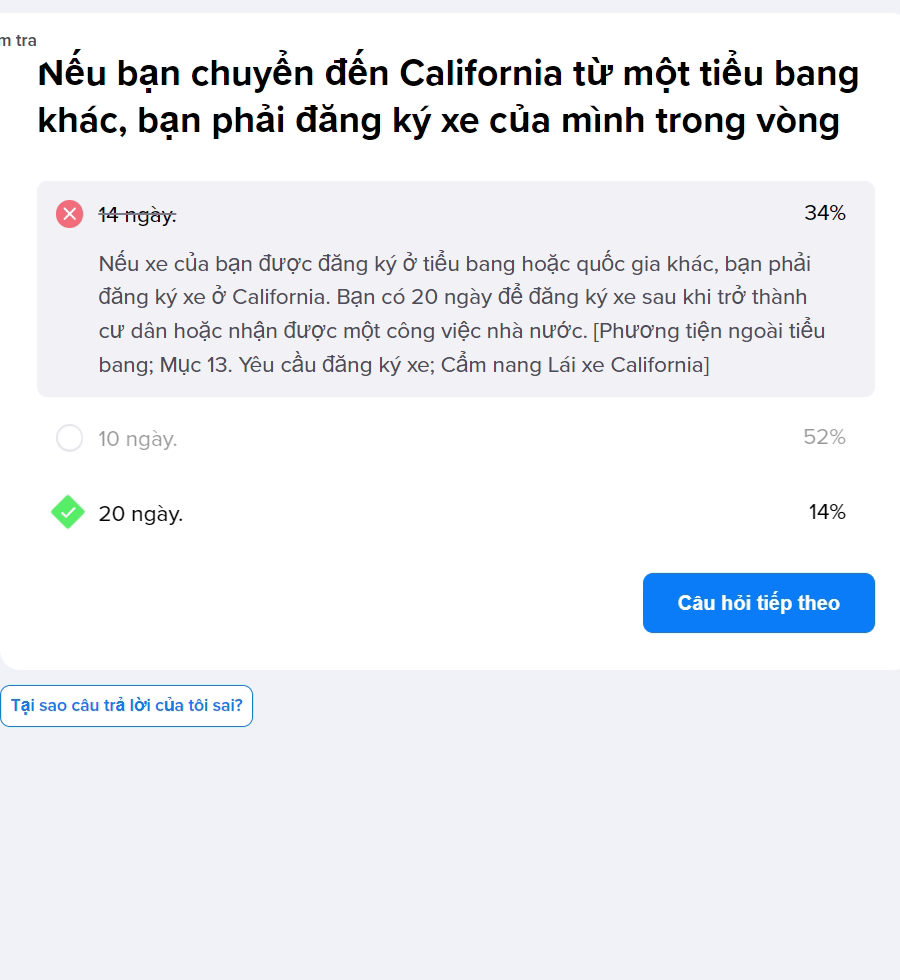 m tra
Nếu bạn chuyển đến California từ một tiểu bang
khác, bạn phải đăng ký xe của mình trong vòng
14 ngày. 34%
Nếu xe của bạn được đăng ký ở tiểu bang hoặc quốc gia khác, bạn phải
đăng ký xe ở California. Bạn có 20 ngày để đăng ký xe sau khi trở thành
cư dân hoặc nhận được một công việc nhà nước. [Phương tiện ngoài tiểu
bang; Mục 13. Yêu cầu đăng ký xe; Cẩm nang Lái xe California]
10 ngày. 52%
20 ngày. 14%
Câu hỏi tiếp theo
Tại sao câu trả lời của tôi sai?